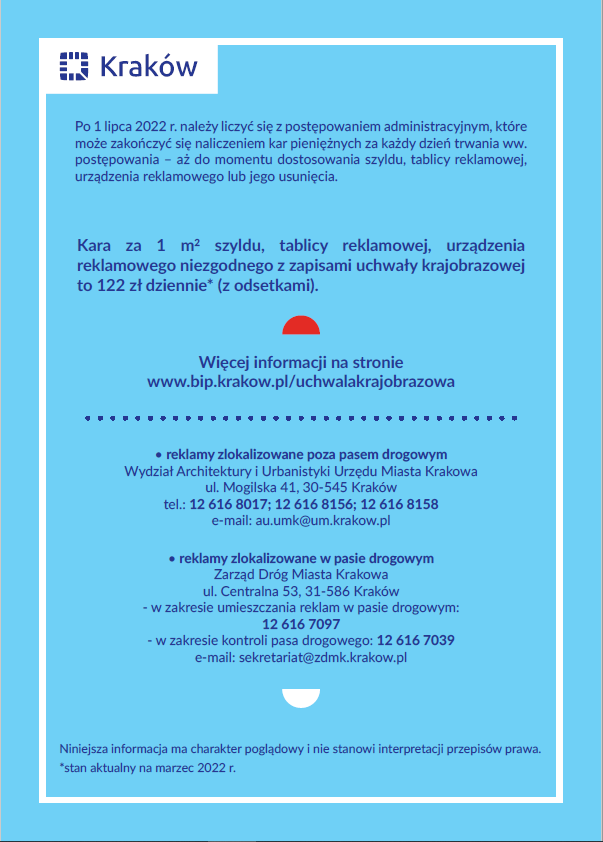 Kraków
Po 1 lipca 2022 r. należy liczyć się z postępowaniem administracyjnym, które
może zakończyć się naliczeniem kar pieniężnych za każdy dzień trwania ww.
postępowania – aż do momentu dostosowania szyldu, tablicy reklamowej,
urządzenia reklamowego lub jego usunięcia.
Kara za 1 m² szyldu, tablicy reklamowej, urządzenia
reklamowego niezgodnego z zapisami uchwały krajobrazowej
to 122 zł dziennie* (z odsetkami).
Więcej informacji na stronie
www.bip.krakow.pl/uchwalakrajobrazowa
• reklamy zlokalizowane poza pasem drogowym
Wydział Architektury i Urbanistyki Urzędu Miasta Krakowa
ul. Mogilska 41, 30-545 Kraków
tel.: 12 616 8017; 12 616 8156; 12 616 8158
e-mail: au.umk@um.krakow.pl
• reklamy zlokalizowane w pasie drogowym
Zarząd Dróg Miasta Krakowa
ul. Centralna 53, 31-586 Kraków
- w zakresie umieszczania reklam w pasie drogowym:
12 616 7097
- w zakresie kontroli pasa drogowego: 12 616 7039
e-mail: sekretariat@zdmk.krakow.pl
Niniejsza informacja ma charakter poglądowy i nie stanowi interpretacji przepisów prawa.
*stan aktualny na marzec 2022 r.